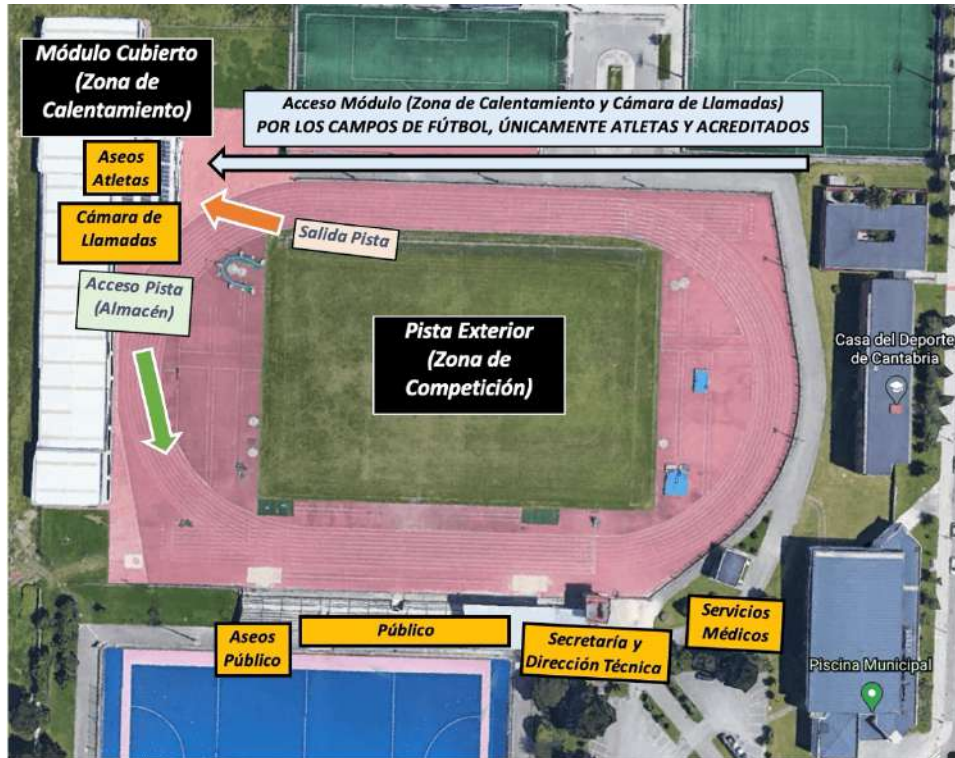 Módulo Cubierto
(Zona de
Calentamiento)
Acceso Módulo (Zona de Calentamiento y Cámara de Llamadas)
POR LOS CAMPOS DE FÚTBOL, ÚNICAMENTE ATLETAS Y ACREDITADOS
Aseos
Atletas
Cámara de
Llamadas
Salida Pista
Acceso Pista
(Almacén)
Pista Exterior
(Zona de
Competición)
Casa del Deporte
de Cantabria
Aseos
Público
Público
Secretaría y
Dirección Técnica
Servicios
Médicos
Piscina Municipal